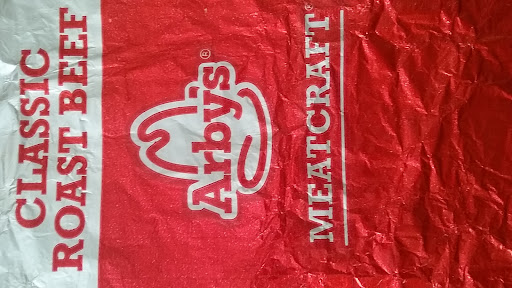 CLASSIC
ROAST BEEF
Arby's®
MEATCRAFT®